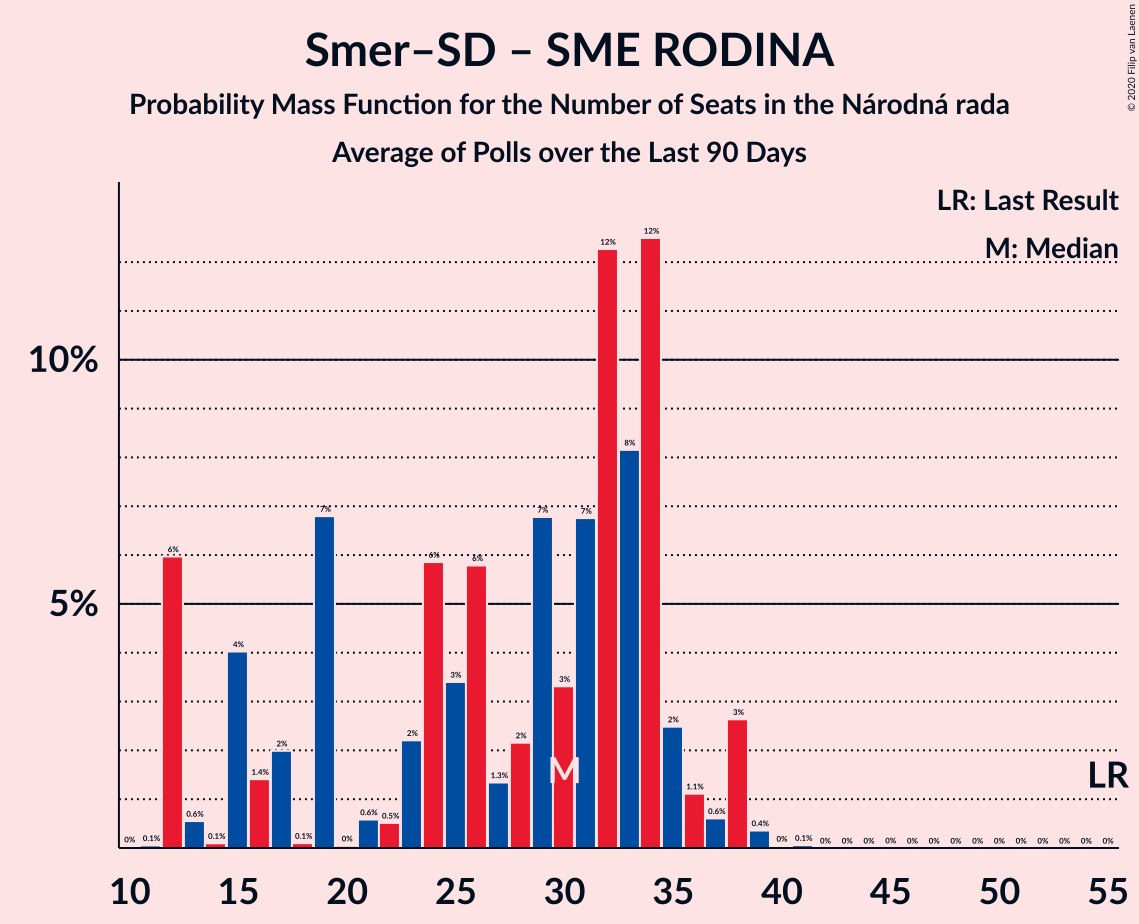 Smer–SD – SME RODINA
Probability Mass Function for the Number of Seats in the Národná rada
Average of Polls over the Last 90 Days
© 2020 Filip van Laenen
LR: Last Result
M: Median
10%
5%
0% 0.1% 6% 0.6% 0.1% 4% 1.4% 2% 0.1% 7% 0% 0.6% 0.5% 2% 6% 3% 6% 1.3% 2% 7% 3% 7% 12% 8% 12% 2% 1.1% 0.6% 3% 0.4% 0% 0.1% 0% 0% 0% 0% 0% 0% 0% 0% 0% 0% 0% 0% 0% 0%
M
LR
10 15 20 25 30 35 40 45 50 55